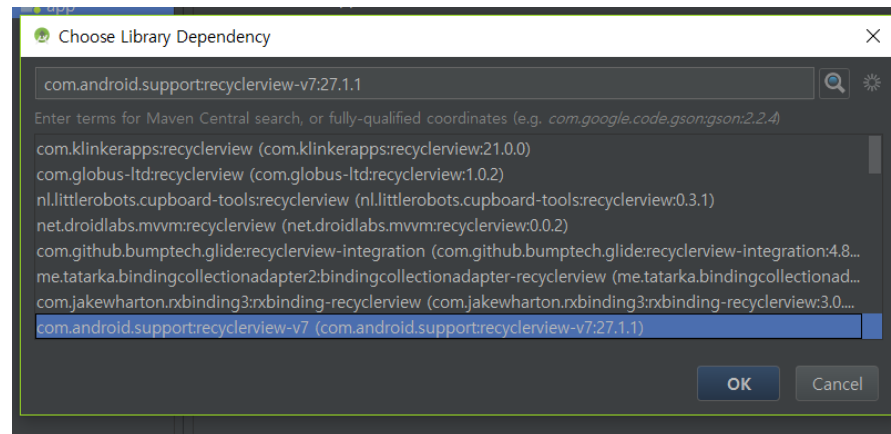 app
Choose Library Dependency
com.android.support:recyclerview-v7:27.1.1
Enter terms for Maven Central search, or fully-qualified coordinates (e.g. com.google.code.gson:gson:2.2.4)
com.klinkerapps:recyclerview (com.klinkerapps:recyclerview:21.0.0)
com.globus-ltd:recyclerview (com.globus-ltd:recyclerview:1.0.2)
nl.littlerobots.cupboard-tools:recyclerview (nl.littlerobots.cupboard-tools:recyclerview:0.3.1)
net.droidlabs.mvvm:recyclerview (net.droidlabs.mvvm:recyclerview:0.0.2)
com.github.bumptech.glide:recyclerview-integration (com.github.bumptech.glide:recyclerview-integration:4.8...
me.tatarka.bindingcollectionadapter2:bindingcollectionadapter-recyclerview (me.tatarka.bindingcollectionad...
com.jakewharton.rxbinding3:rxbinding-recyclerview (com.jakewharton.rxbinding3:rxbinding-recyclerview:3.0....
com.android.support:recyclerview-v7 (com.android.support:recyclerview-v7:27.1.1)
OK Cancel